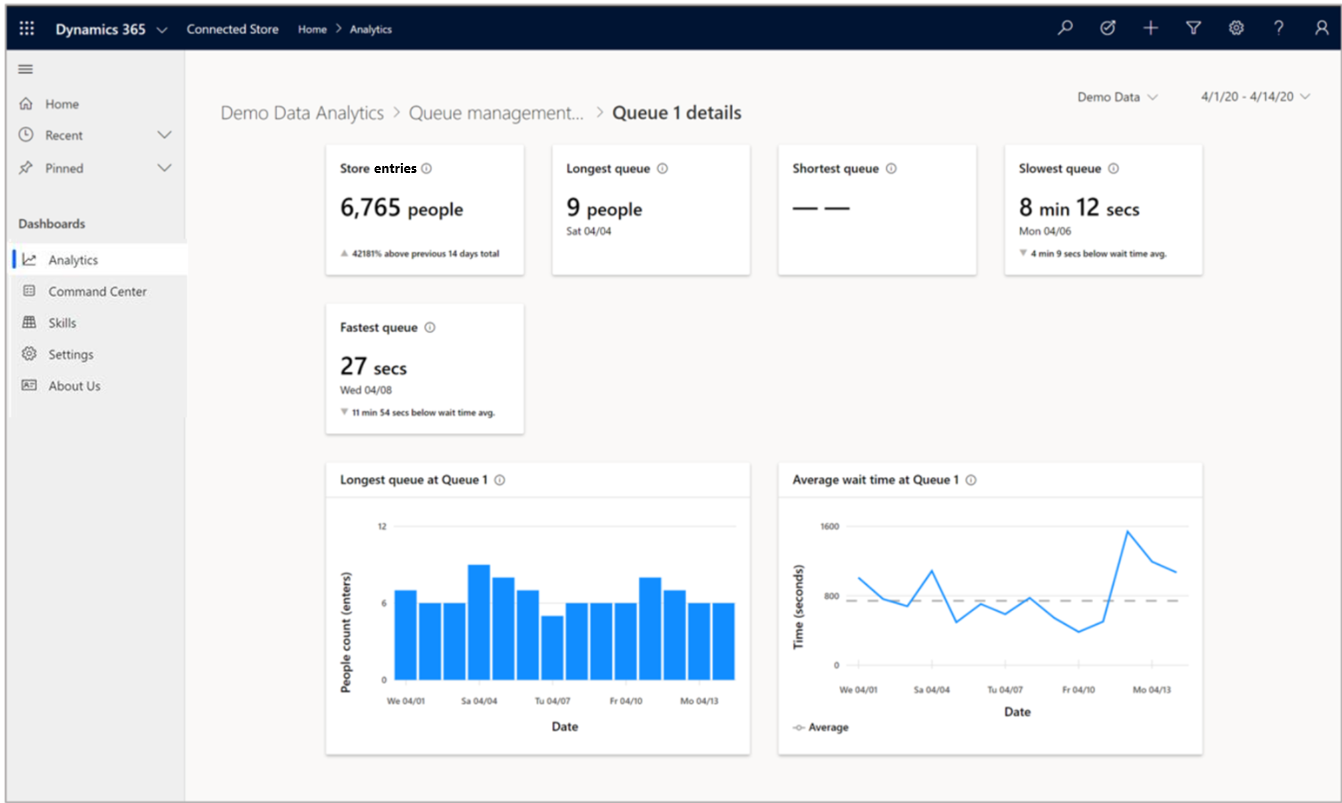 Dynamics 365 Connected Store Home > Analytics
Home
Recent
Pinned
Dashboards
Analytics
Command Center
Skills
Settings
About Us
Demo Data 4/1/20 - 4/14/20
Demo Data Analytics > Queue management... > Queue 1 details
Store entries
6,765 people
42181% above previous 14 days total
Longest queue
9 people
Sat 04/04
Shortest queue
— —
Slowest queue
8 min 12 secs
Mon 04/06
4 min 9 secs below wait time avg.
Fastest queue
27 secs
Wed 04/08
11 min 54 secs below wait time avg.
Longest queue at Queue 1
People count (enters)
12
6
0
We 04/01 Sa 04/04 Tu 04/07 Fr 04/10 Mo 04/13
Date
Average wait time at Queue 1
Time (seconds)
1600
800
0
We 04/01 Sa 04/04 Tu 04/07 Fr 04/10 Mo 04/13
Date
Average